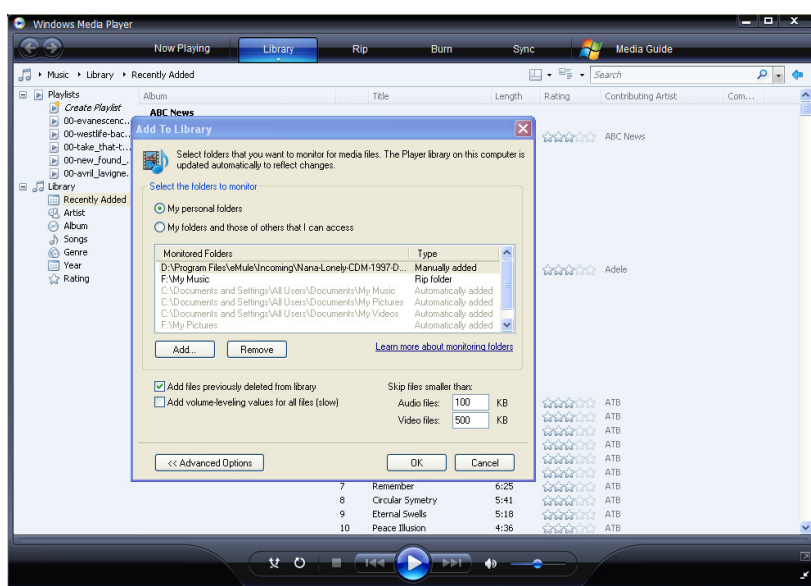 Windows Media Player
Now Playing Library Rip Burn Sync Media Guide
Music Library Recently Added Search
Playlists
Create Playlist
00-evanescenc...
00-westlife-bac...
00-take_that-t...
00-new_found_...
00-avril_lavigne...
Library
Recently Added
Artist
Album
Songs
Genre
Year
Rating
Album Title Length Rating Contributing Artist Com...
ABC News
ABC News
Adele
Add To Library
Select folders that you want to monitor for media files. The Player library on this computer is
updated automatically to reflect changes.
Select the folders to monitor
My personal folders
My folders and those of others that I can access
Monitored Folders Type
D:\Program Files\eMule\Incoming\Nana-Lonely-CDM-1997-D... Manually added
F:\My Music Rip folder
C:\Documents and Settings\All Users\Documents\My Music Automatically added
C:\Documents and Settings\All Users\Documents\My Pictures Automatically added
C:\Documents and Settings\All Users\Documents\My Videos Automatically added
F:\My Pictures Automatically added
Add... Remove Learn more about monitoring folders
Add files previously deleted from library Skip files smaller than:
Add volume-leveling values for all files (slow) Audio files: 100 KB
Video files: 500 KB
<< Advanced Options OK Cancel
ATB
ATB
ATB
ATB
ATB
ATB
7 Remember 6:25 ATB
8 Circular Symetry 5:41 ATB
9 Eternal Swells 5:18 ATB
10 Peace Illusion 4:36 ATB